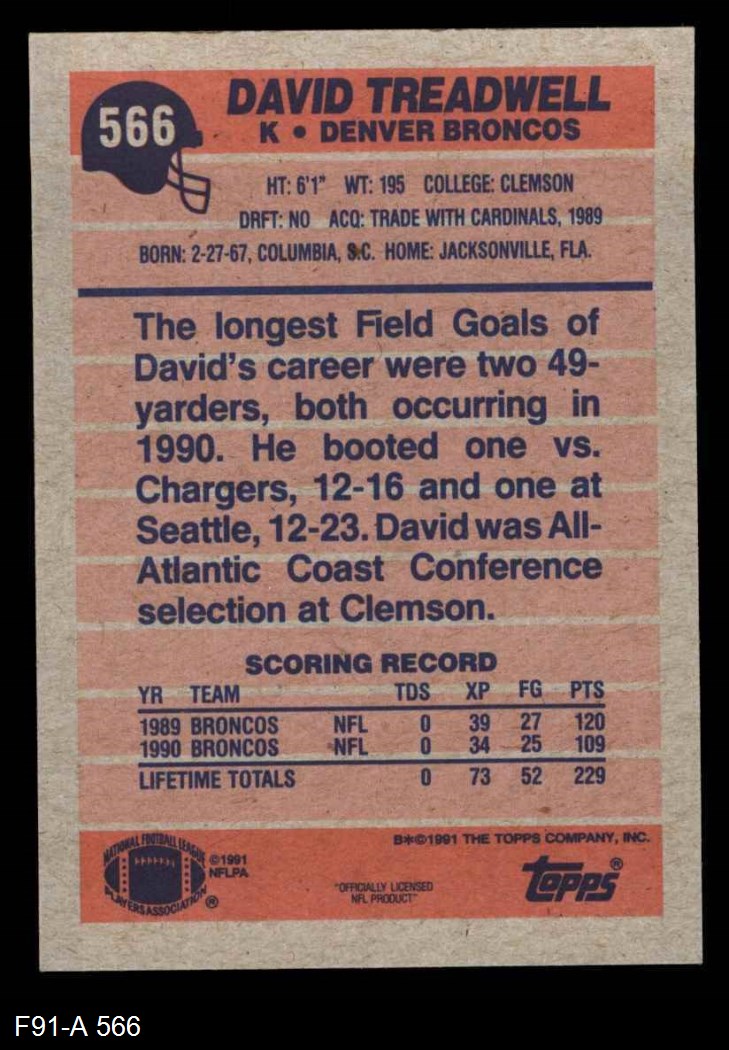 566
DAVID TREADWELL
K • DENVER BRONCOS
HT: 6'1" WT: 195 COLLEGE: CLEMSON
DRFT: NO ACQ: TRADE WITH CARDINALS, 1989
BORN: 2-27-67, COLUMBIA, S.C. HOME: JACKSONVILLE, FLA.
The longest Field Goals of
David's career were two 49-
yarders, both occurring in
1990. He booted one vs.
Chargers, 12-16 and one at
Seattle, 12-23. David was All-
Atlantic Coast Conference
selection at Clemson.
SCORING RECORD
YR TEAM TDS XP FG PTS
1989 BRONCOS NFL 0 39 27 120
1990 BRONCOS NFL 0 34 25 109
LIFETIME TOTALS 0 73 52 229
B*©1991 THE TOPPS COMPANY, INC.
NATIONAL FOOTBALL LEAGUE
PLAYERS ASSOCIATION ®
©1991
NFLPA
"OFFICIALLY LICENSED
NFL PRODUCT"
topps®
F91-A 566